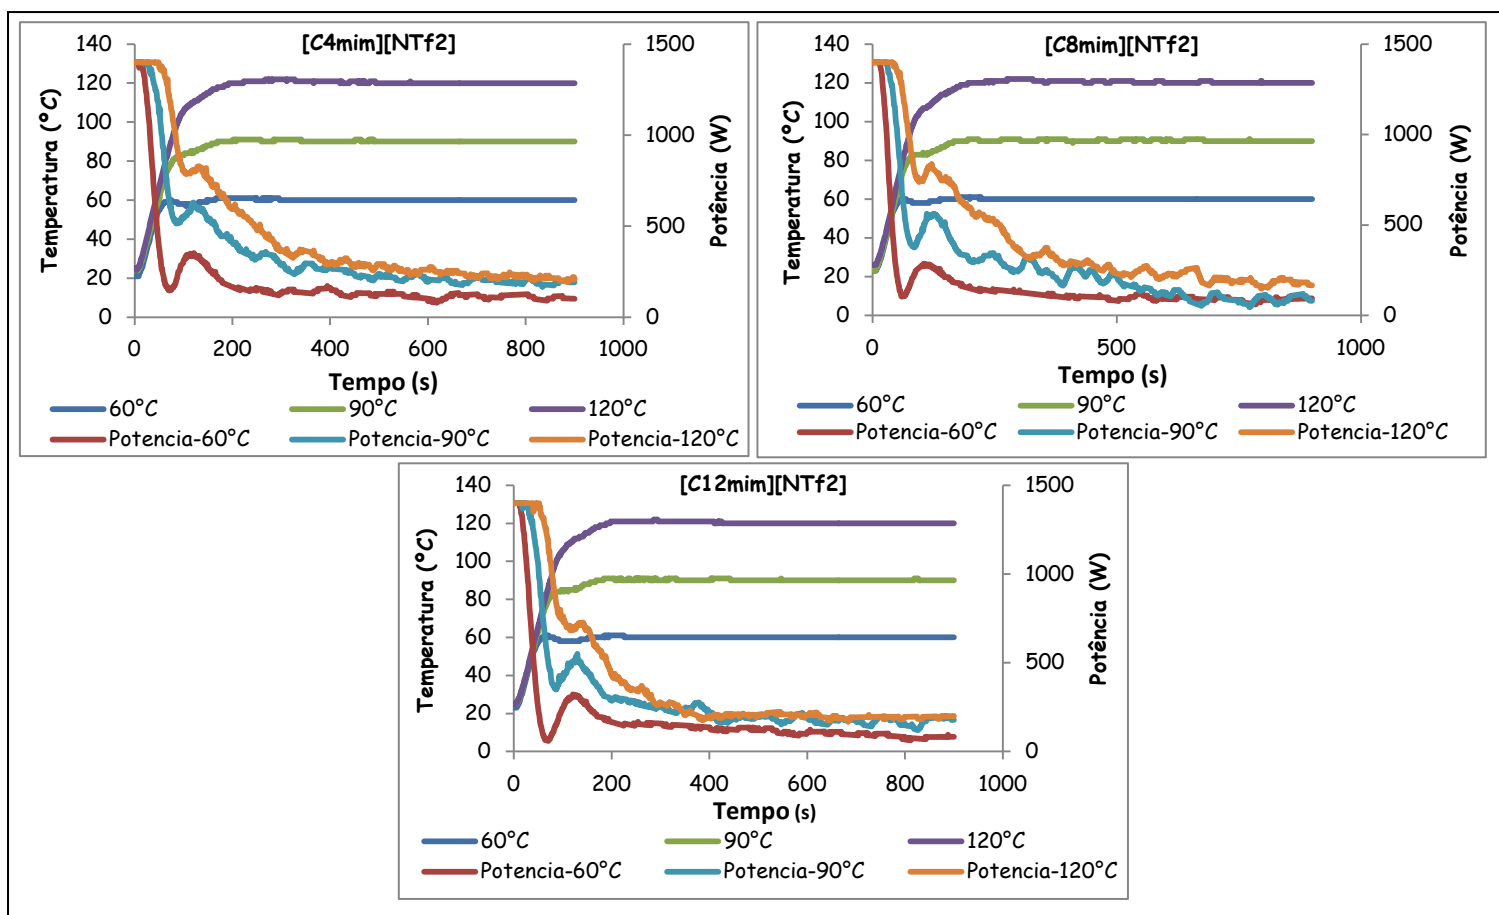 [C4mim][NTf2]
140
120
100
80
60
40
20
0
Temperatura (°C)
1500
1000
500
0
Potência (W)
0 200 400 600 800 1000
Tempo (s)
60°C 90°C 120°C
Potencia-60°C Potencia-90°C Potencia-120°C
[C8mim][NTf2]
140
120
100
80
60
40
20
0
Temperatura (°C)
1500
1000
500
0
Potência (W)
0 500 1000
Tempo (s)
60°C 90°C 120°C
Potencia-60°C Potencia-90°C Potencia-120°C
[C12mim][NTf2]
140
120
100
80
60
40
20
0
Temperatura (°C)
1500
1000
500
0
Potência (W)
0 200 400 600 800 1000
Tempo (s)
60°C 90°C 120°C
Potencia-60°C Potencia-90°C Potencia-120°C